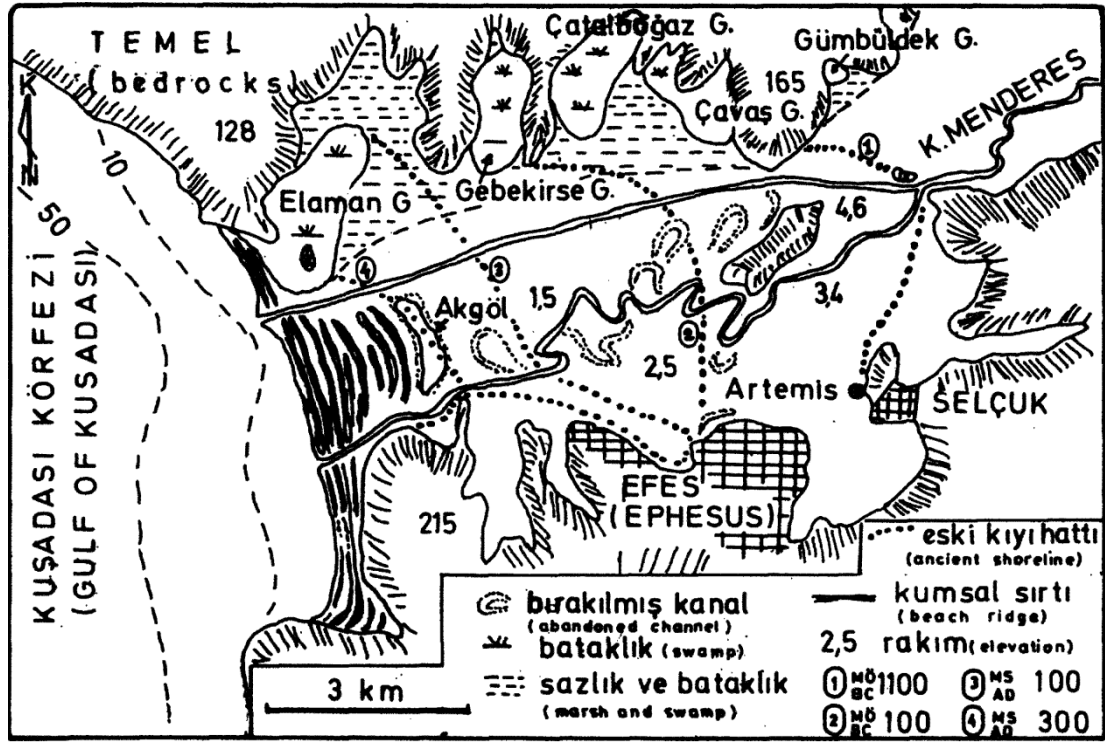 TEMEL
(bedrocks)
Çatalboğaz G.
Gümbüldek G.
165
Çavaş G.
K. MENDERES
128
K
10
50
Elaman G
Gebekirse G.
1
4,6
4
3
Akgöl
1,5
3,4
2
2,5
Artemis
SELÇUK
KUŞADASI KÖRFEZİ
(GULF OF KUSADASI)
215
EFES
(EPHESUS)
eski kıyı hattı
(ancient shoreline)
kumsal sırtı
(beach ridge)
2,5 rakım (elevation)
1 MÖ BC 1100
3 MS AD 100
2 MÖ BC 100
4 MS AD 300
bırakılmış kanal
(abandoned channel)
bataklık (swamp)
sazlık ve bataklık
(marsh and swamp)
3 km